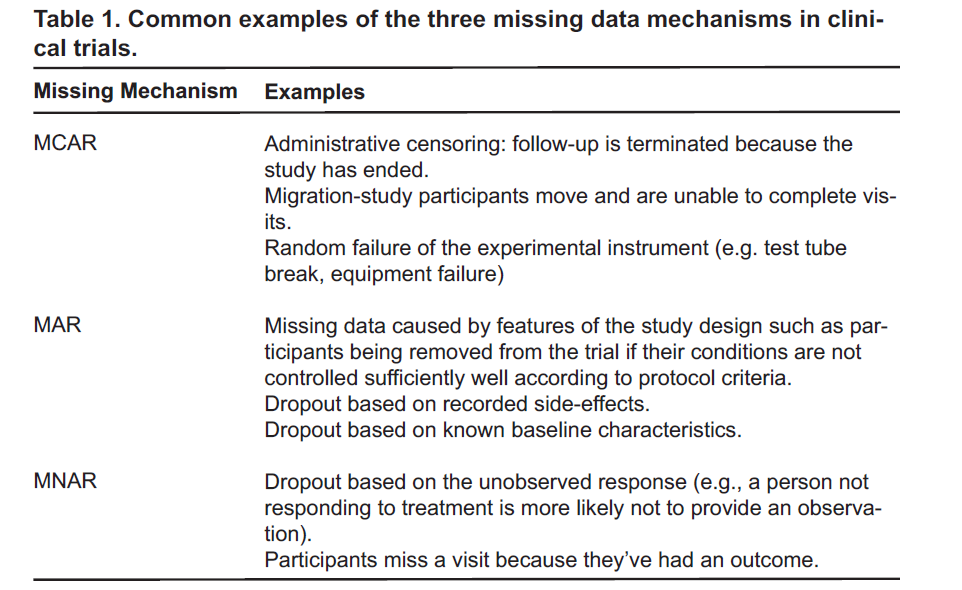 Table 1. Common examples of the three missing data mechanisms in clini-
cal trials.
Missing Mechanism Examples
MCAR Administrative censoring: follow-up is terminated because the
study has ended.
Migration-study participants move and are unable to complete vis-
its.
Random failure of the experimental instrument (e.g. test tube
break, equipment failure)
MAR Missing data caused by features of the study design such as par-
ticipants being removed from the trial if their conditions are not
controlled sufficiently well according to protocol criteria.
Dropout based on recorded side-effects.
Dropout based on known baseline characteristics.
MNAR Dropout based on the unobserved response (e.g., a person not
responding to treatment is more likely not to provide an observa-
tion).
Participants miss a visit because they’ve had an outcome.